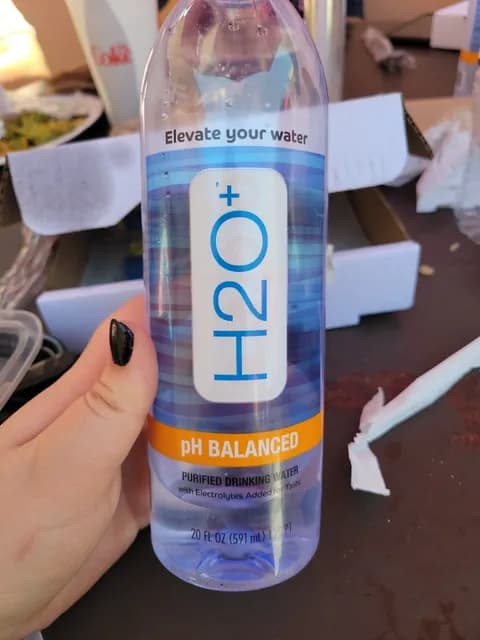 Elevate your water
H2O+
pH BALANCED
PURIFIED DRINKING WATER
with Electrolytes Added for Taste
20 FL OZ (591 mL)